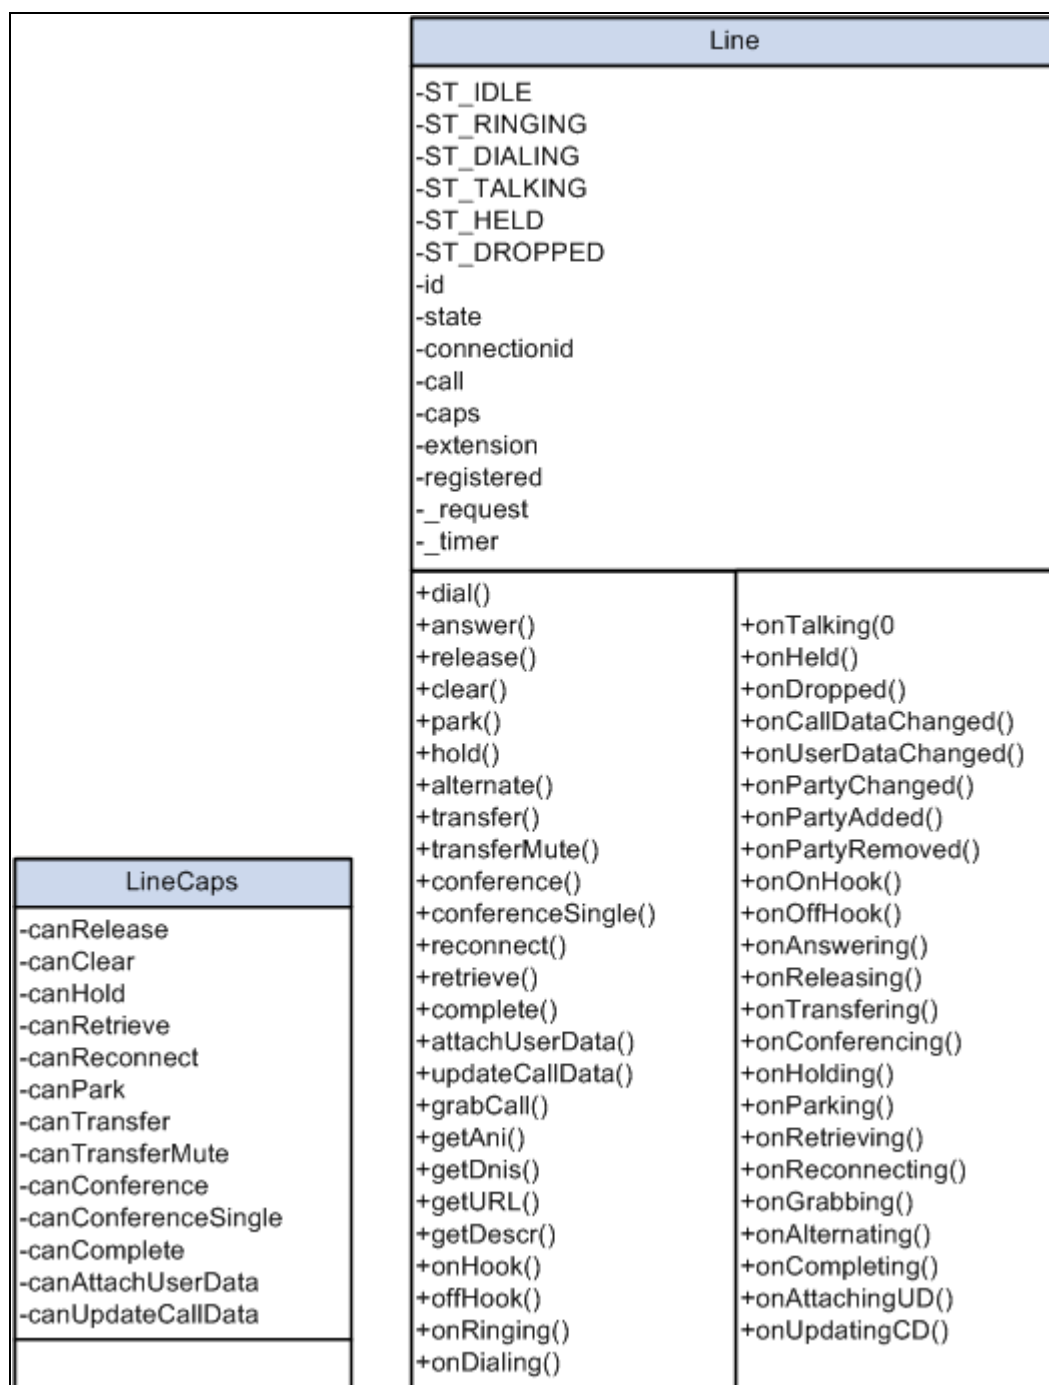 Line
-ST_IDLE
-ST_RINGING
-ST_DIALING
-ST_TALKING
-ST_HELD
-ST_DROPPED
-id
-state
-connectionid
-call
-caps
-extension
-registered
-_request
-_timer
+dial()
+answer()
+release()
+clear()
+park()
+hold()
+alternate()
+transfer()
+transferMute()
+conference()
+conferenceSingle()
+reconnect()
+retrieve()
+complete()
+attachUserData()
+updateCallData()
+grabCall()
+getAni()
+getDnis()
+getURL()
+getDescr()
+onHook()
+offHook()
+onRinging()
+onDialing()
+onTalking(0
+onHeld()
+onDropped()
+onCallDataChanged()
+onUserDataChanged()
+onPartyChanged()
+onPartyAdded()
+onPartyRemoved()
+onOnHook()
+onOffHook()
+onAnswering()
+onReleasing()
+onTransfering()
+onConferencing()
+onHolding()
+onParking()
+onRetrieving()
+onReconnecting()
+onGrabbing()
+onAlternating()
+onCompleting()
+onAttachingUD()
+onUpdatingCD()
LineCaps
-canRelease
-canClear
-canHold
-canRetrieve
-canReconnect
-canPark
-canTransfer
-canTransferMute
-canConference
-canConferenceSingle
-canComplete
-canAttachUserData
-canUpdateCallData